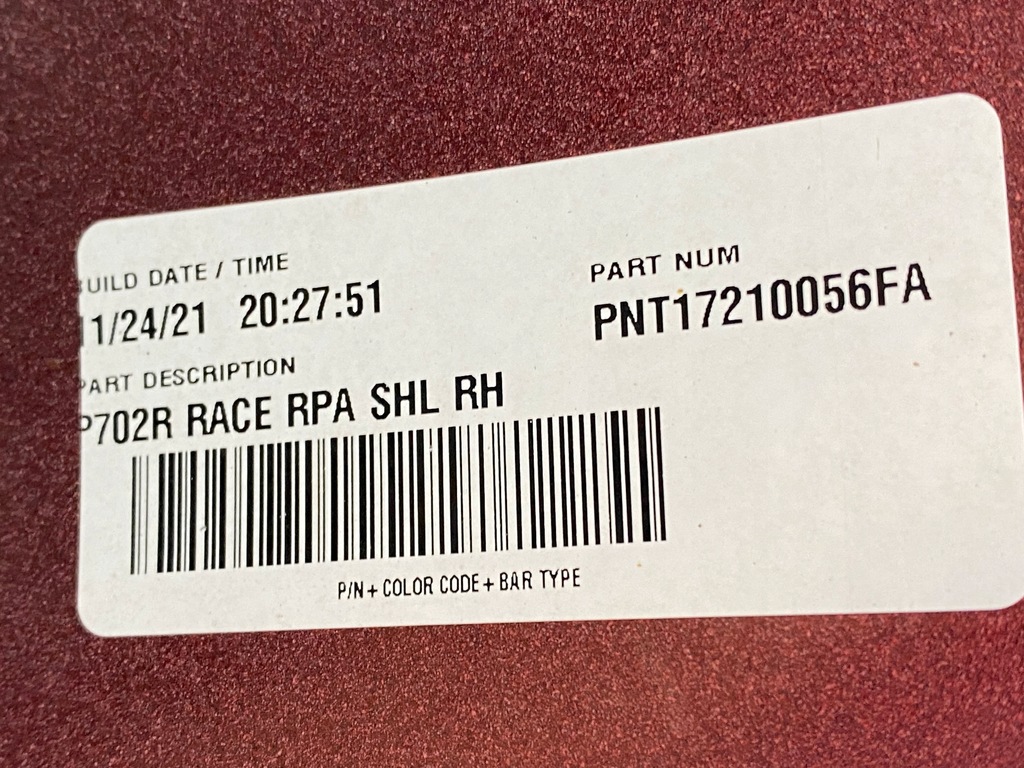 BUILD DATE / TIME
11/24/21 20:27:51
PART NUM
PNT17210056FA
PART DESCRIPTION
P702R RACE RPA SHL RH
P/N + COLOR CODE + BAR TYPE